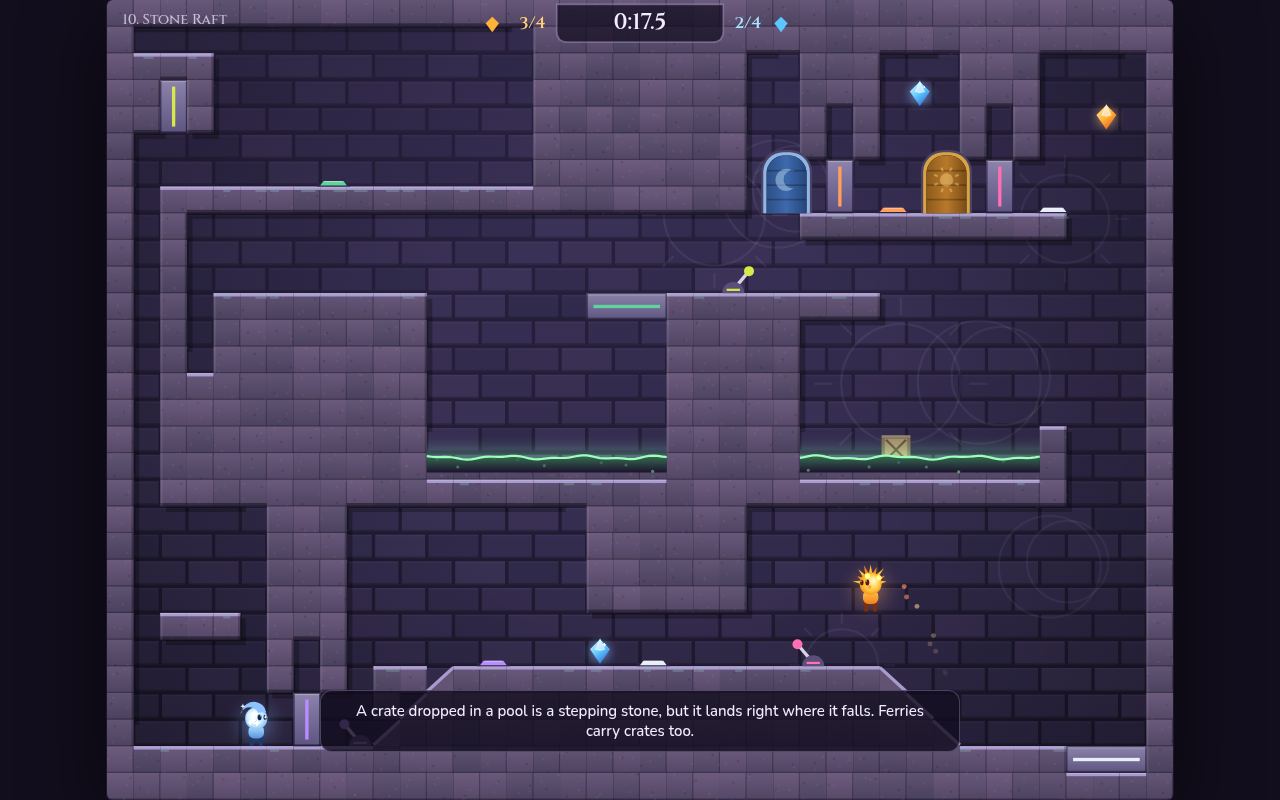 10. Stone Raft
3/4
0:17.5
2/4
A crate dropped in a pool is a stepping stone, but it lands right where it falls. Ferries
carry crates too.